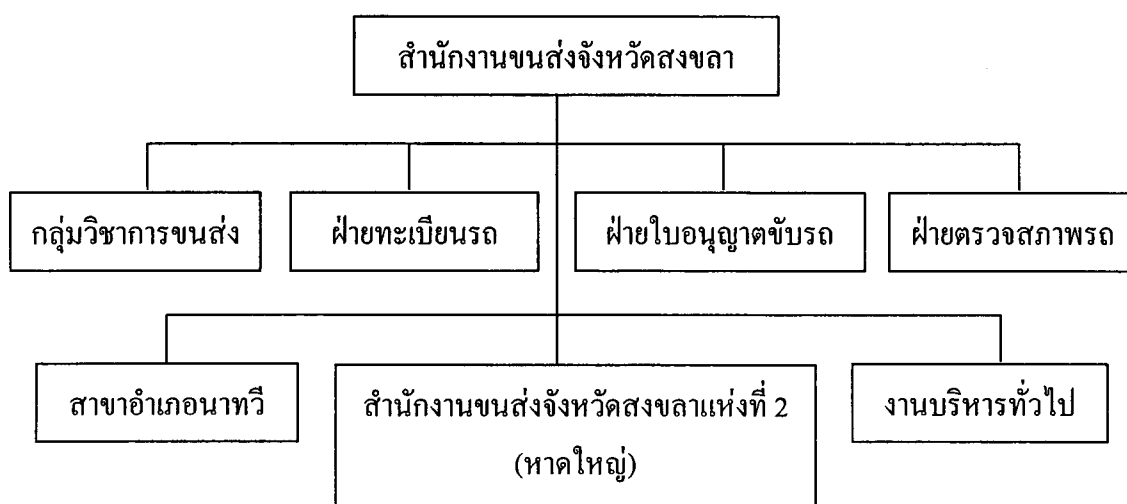 สำนักงานขนส่งจังหวัดสงขลา
กลุ่มวิชาการขนส่ง
ฝ่ายทะเบียนรถ
ฝ่ายใบอนุญาตขับรถ
ฝ่ายตรวจสภาพรถ
สาขาอำเภอนาทวี
สำนักงานขนส่งจังหวัดสงขลาแห่งที่ 2
(หาดใหญ่)
งานบริหารทั่วไป